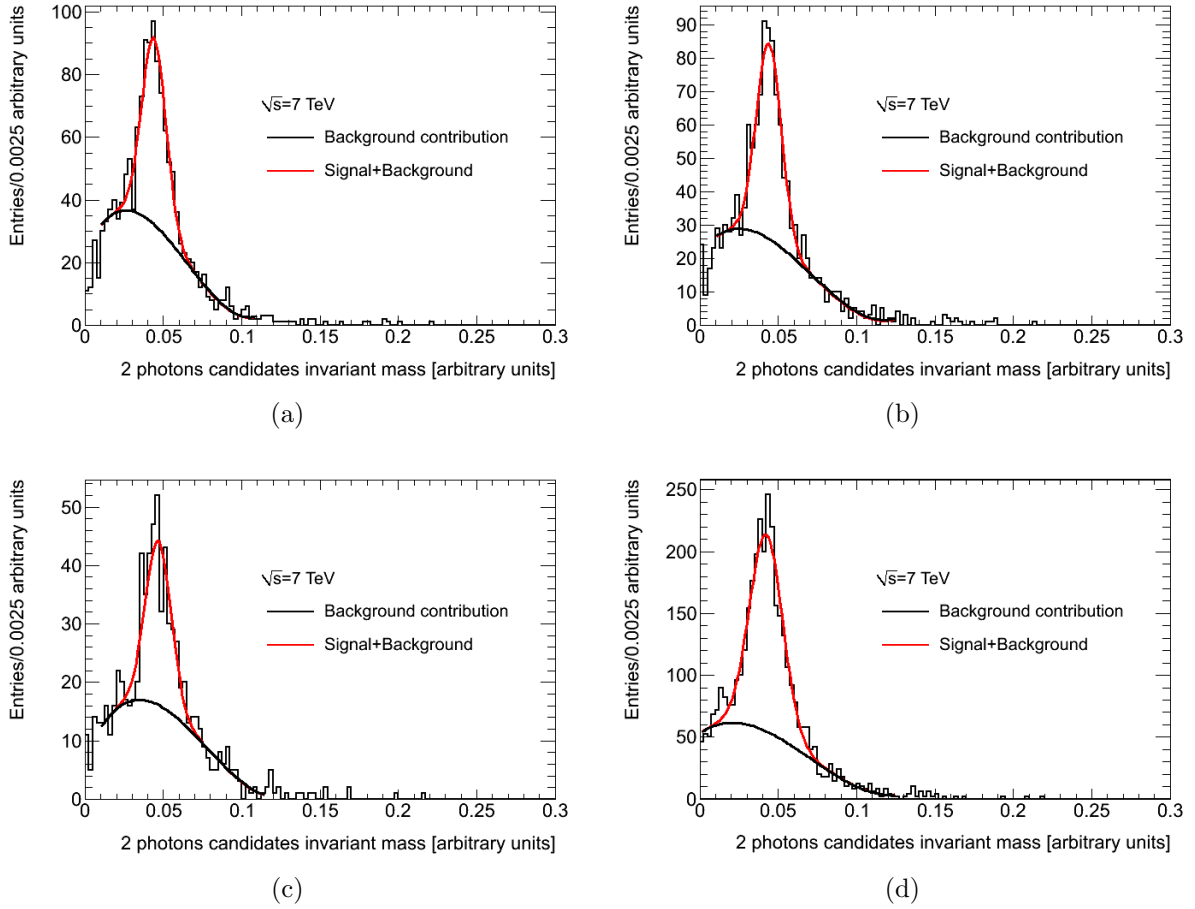 Entries/0.0025 arbitrary units
100
80
60
40
20
0
√s=7 TeV
Background contribution
Signal+Background
0 0.05 0.1 0.15 0.2 0.25 0.3
2 photons candidates invariant mass [arbitrary units]
(a)
Entries/0.0025 arbitrary units
90
80
70
60
50
40
30
20
10
0
√s=7 TeV
Background contribution
Signal+Background
0 0.05 0.1 0.15 0.2 0.25 0.3
2 photons candidates invariant mass [arbitrary units]
(b)
Entries/0.0025 arbitrary units
50
40
30
20
10
0
√s=7 TeV
Background contribution
Signal+Background
0 0.05 0.1 0.15 0.2 0.25 0.3
2 photons candidates invariant mass [arbitrary units]
(c)
Entries/0.0025 arbitrary units
250
200
150
100
50
0
√s=7 TeV
Background contribution
Signal+Background
0 0.05 0.1 0.15 0.2 0.25 0.3
2 photons candidates invariant mass [arbitrary units]
(d)